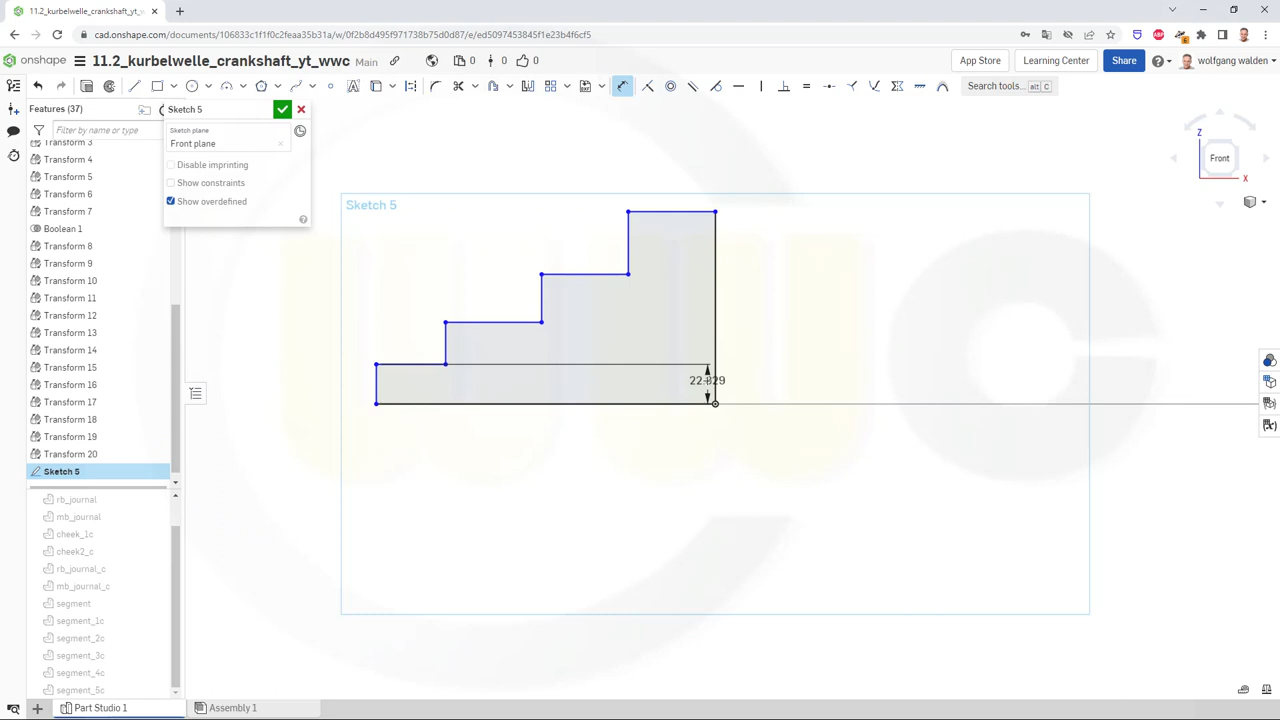 11.2_kurbelwelle_crankshaft_yt_w
cad.onshape.com/documents/106833c1f1f0c2feaa35b31a/w/0f2b8d495f971738b75d0d87/e/ed5097453845f1e23b4f6cf5
onshape
11.2_kurbelwelle_crankshaft_yt_wwc
Main
0
0
0
App Store
Learning Center
Share
wolfgang walden
Search tools...
alt
C
Features (37)
Sketch 5
Filter by name or type
Sketch plane
Front plane
Disable imprinting
Show constraints
Show overdefined
Transform 3
Transform 4
Transform 5
Transform 6
Transform 7
Boolean 1
Transform 8
Transform 9
Transform 10
Transform 11
Transform 12
Transform 13
Transform 14
Transform 15
Transform 16
Transform 17
Transform 18
Transform 19
Transform 20
Sketch 5
rb_journal
mb_journal
cheek_1c
cheek2_c
rb_journal_c
mb_journal_c
segment
segment_1c
segment_2c
segment_3c
segment_4c
segment_5c
Sketch 5
Z
Front
X
Part Studio 1
Assembly 1